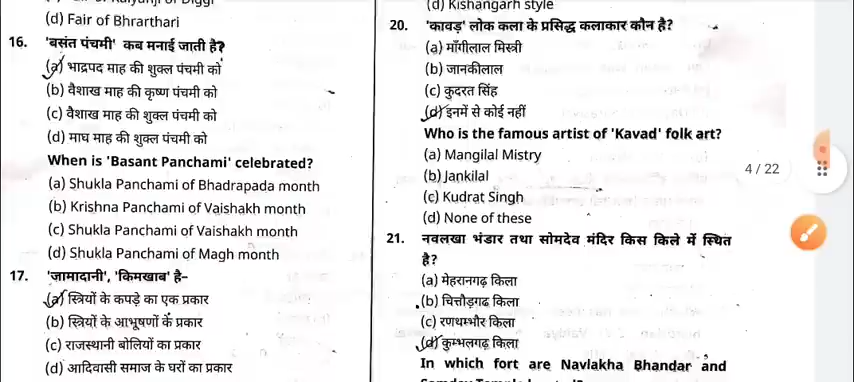 (d) Fair of Bhrarthari
16. 'बसंत पंचमी' कब मनाई जाती है?
(a) भाद्रपद माह की शुक्ल पंचमी को
(b) वैशाख माह की कृष्ण पंचमी को
(c) वैशाख माह की शुक्ल पंचमी को
(d) माघ माह की शुक्ल पंचमी को
When is 'Basant Panchami' celebrated?
(a) Shukla Panchami of Bhadrapada month
(b) Krishna Panchami of Vaishakh month
(c) Shukla Panchami of Vaishakh month
(d) Shukla Panchami of Magh month
17. 'जामादानी', 'किमखाब' है-
(a) स्त्रियों के कपड़े का एक प्रकार
(b) स्त्रियों के आभूषणों के प्रकार
(c) राजस्थानी बोलियों का प्रकार
(d) आदिवासी समाज के घरों का प्रकार
(d) Kishangarh style
20. 'कावड़' लोक कला के प्रसिद्ध कलाकार कौन है?
(a) माँगीलाल मिस्त्री
(b) जानकीलाल
(c) कुदरत सिंह
(d) इनमें से कोई नहीं
Who is the famous artist of 'Kavad' folk art?
(a) Mangilal Mistry
(b) Jankilal
(c) Kudrat Singh
(d) None of these
21. नवलखा भंडार तथा सोमदेव मंदिर किस किले में स्थित
है?
(a) मेहरानगढ़ किला
(b) चित्तौड़गढ किला
(c) रणथम्भौर किला
(d) कुम्भलगढ़ किला
In which fort are Navlakha Bhandar and
4 / 22